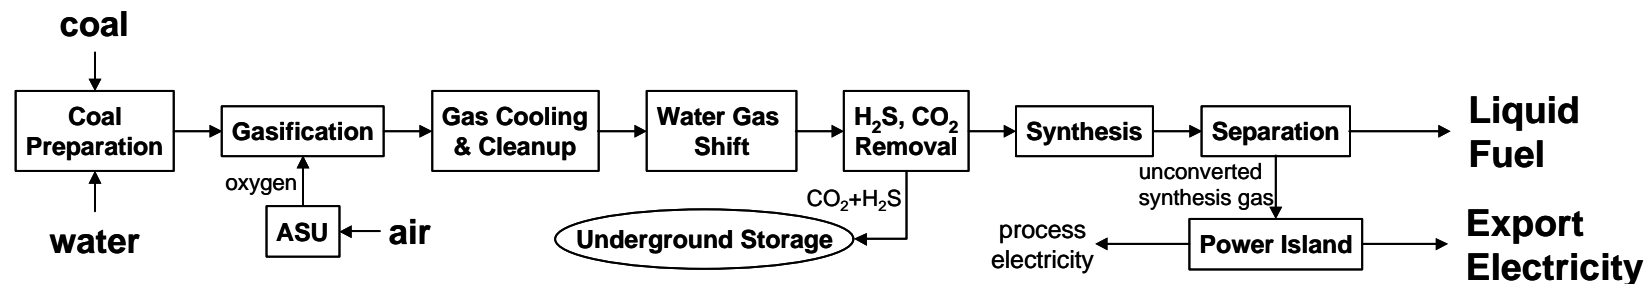 coal
Coal
Preparation
water
Gasification
oxygen
ASU
air
Gas Cooling
& Cleanup
Water Gas
Shift
H₂S, CO₂
Removal
CO₂+H₂S
Underground Storage
Synthesis
Separation
unconverted
synthesis gas
Power Island
process
electricity
Liquid
Fuel
Export
Electricity